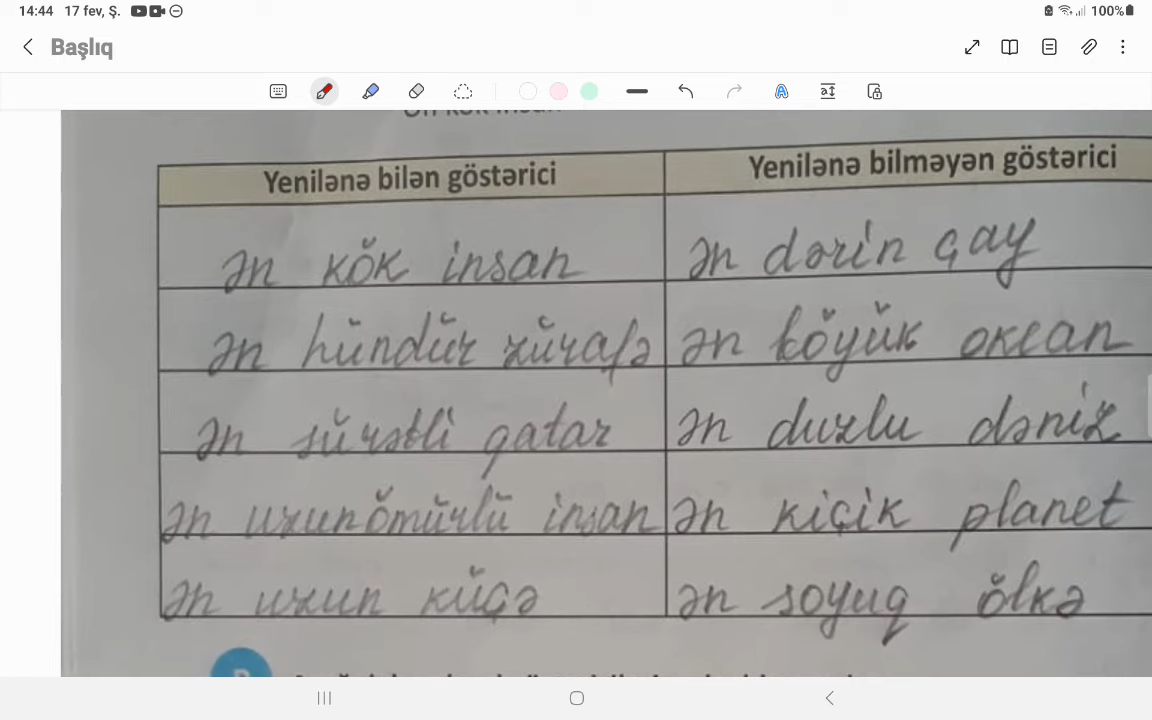 14:44 17 fev, Ş. 100%
Başlıq
Yenilənə bilən göstərici Yenilənə bilməyən göstərici
ən kök insan ən dərin çay
ən hündür zürafə ən böyük okean
ən sürətli qatar ən duzlu dəniz
ən uzunömürlü insan ən kiçik planet
ən uzun küçə ən soyuq ölkə